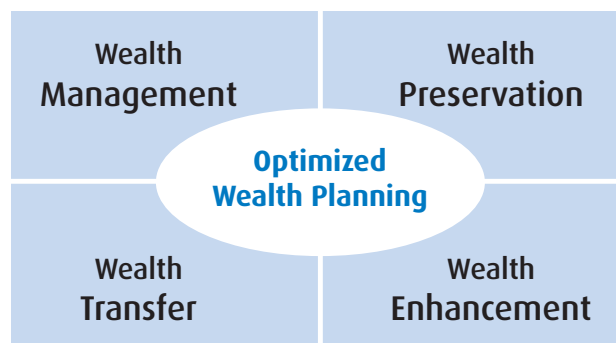 Wealth
Management
Wealth
Preservation
Optimized
Wealth Planning
Wealth
Transfer
Wealth
Enhancement